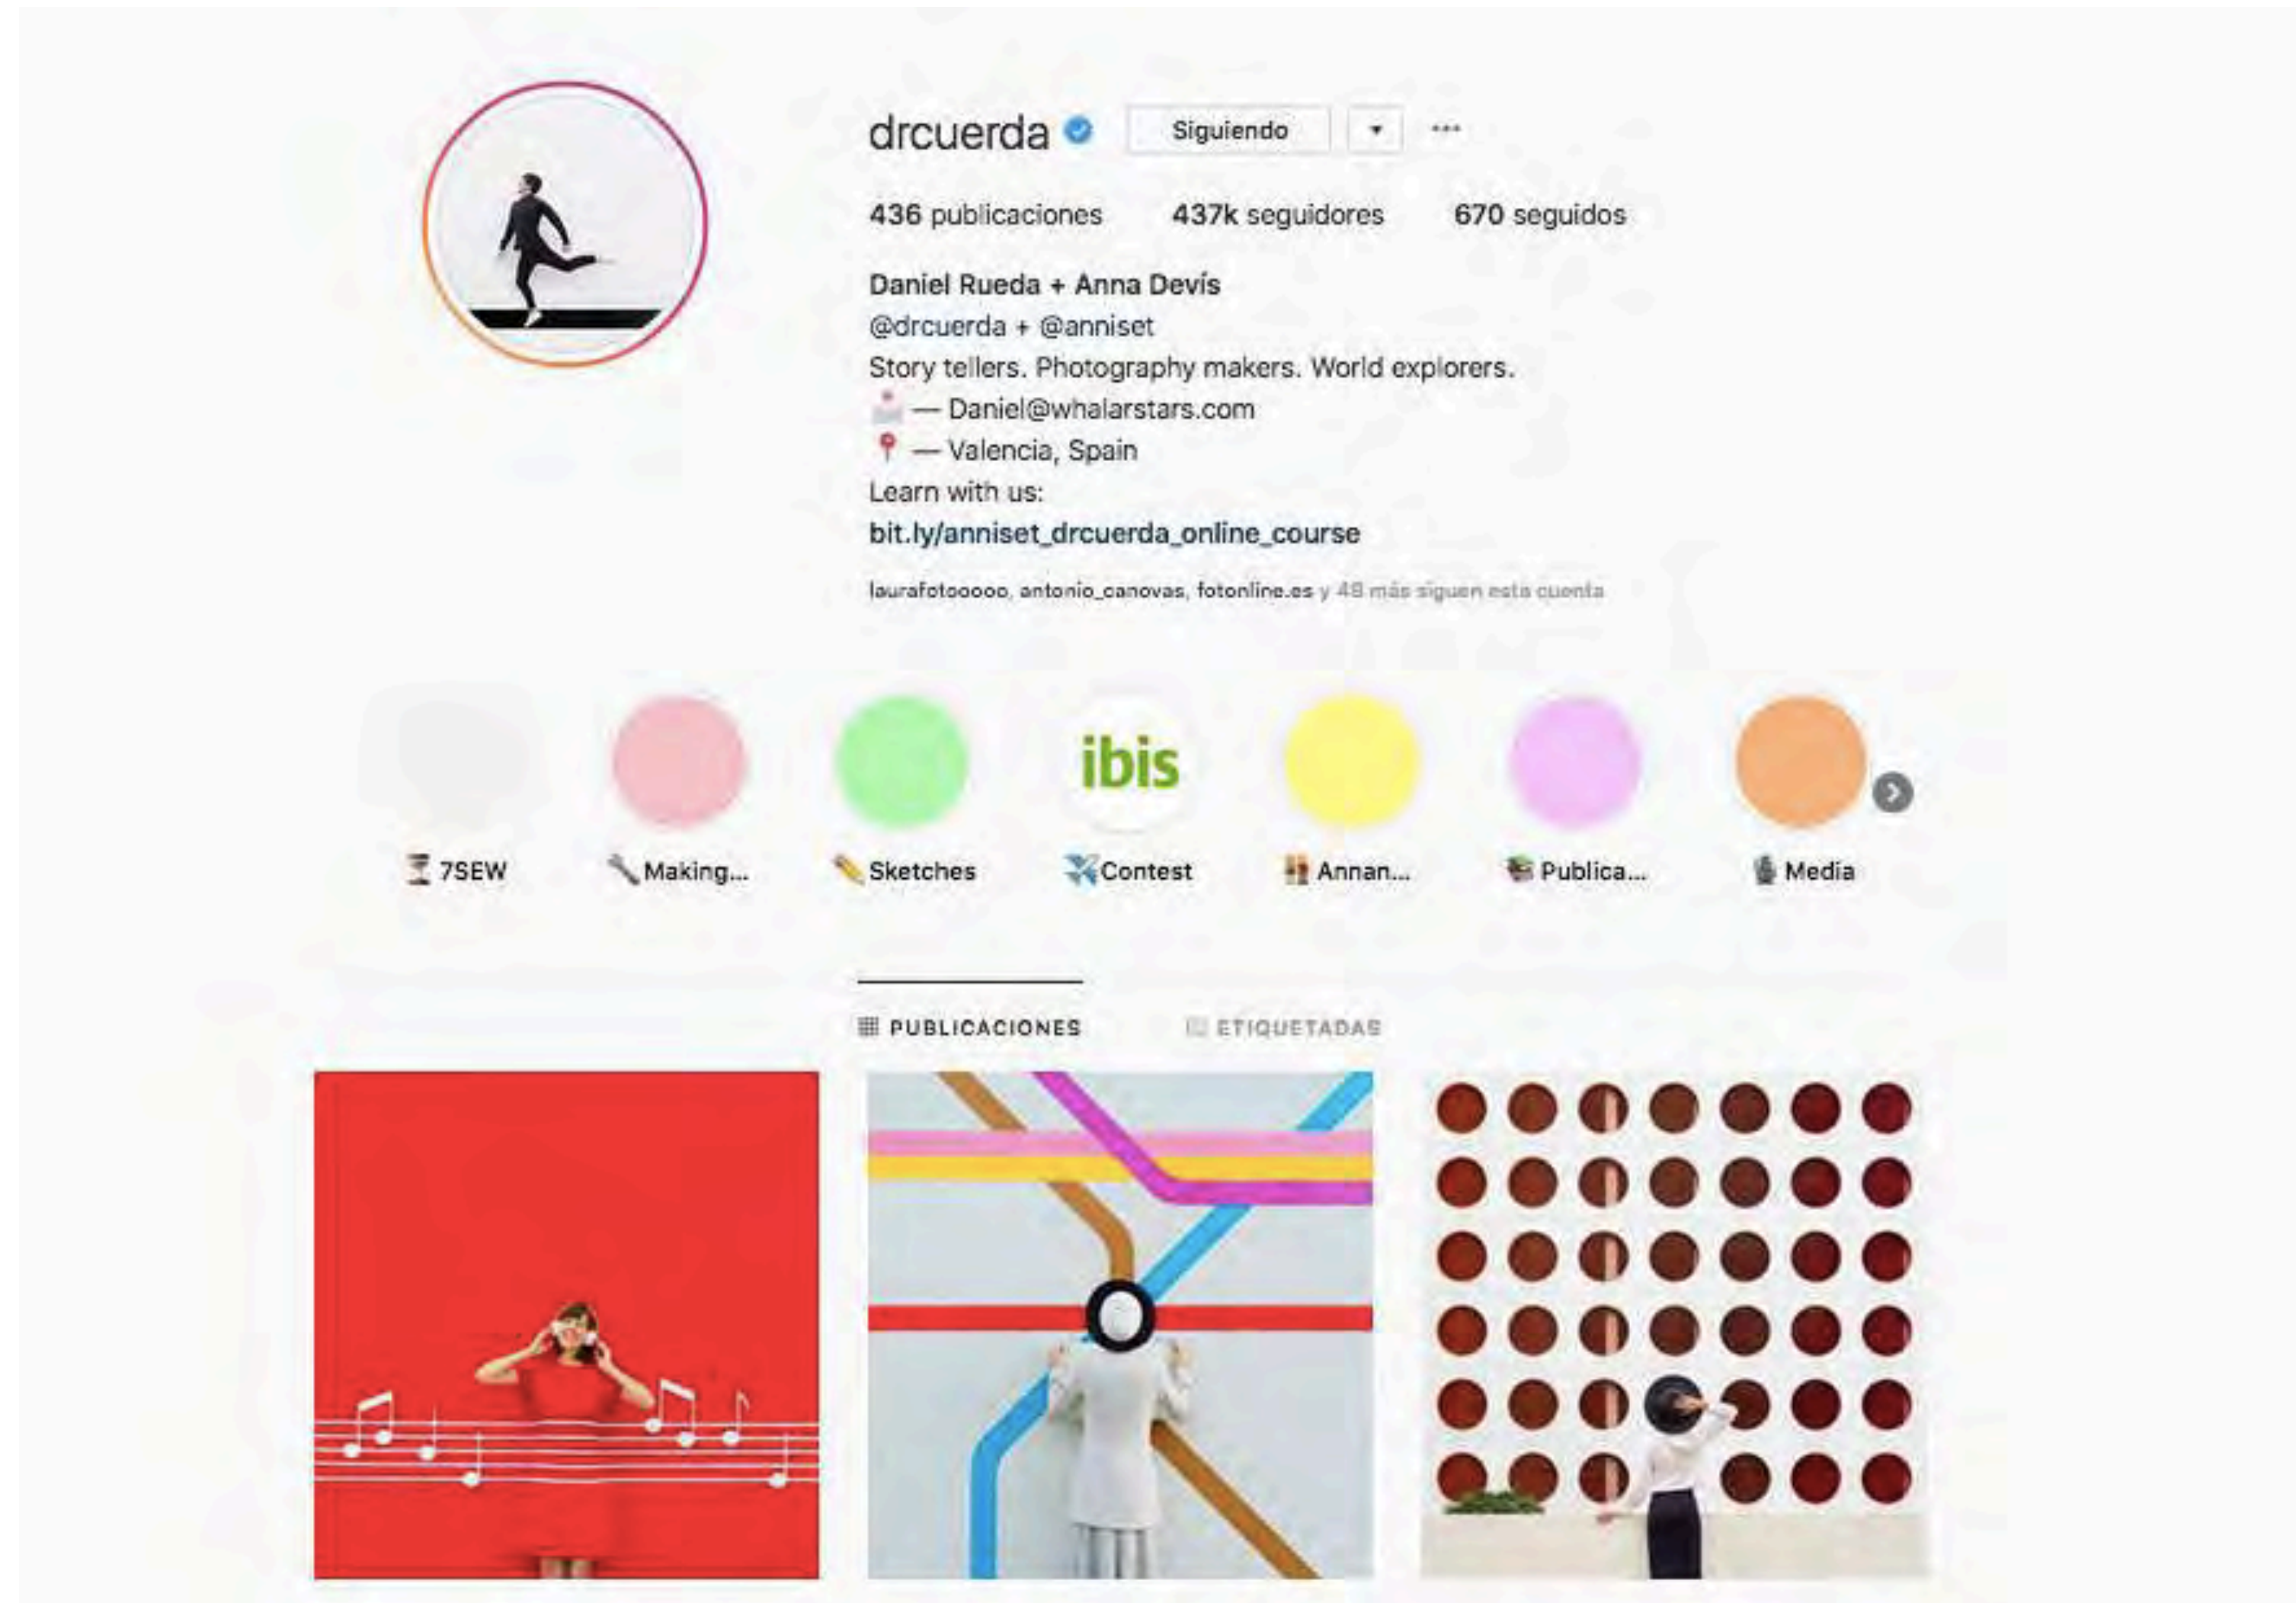 drcuerda Siguiendo
436 publicaciones 437k seguidores 670 seguidos
Daniel Rueda + Anna Devís
@drcuerda + @anniset
Story tellers. Photography makers. World explorers.
📩 — Daniel@whalarstars.com
📍 — Valencia, Spain
Learn with us:
bit.ly/anniset_drcuerda_online_course
laurafotooooo, antonio_canovas, fotonline.es y 48 más siguen esta cuenta
ibis
7SEW Making... Sketches Contest Annan... Publica... Media
PUBLICACIONES ETIQUETADAS